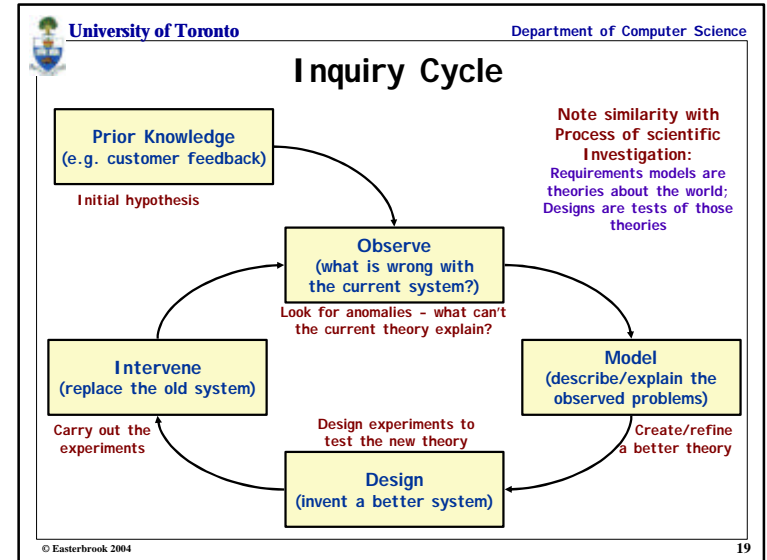 University of Toronto
Department of Computer Science
Inquiry Cycle
Prior Knowledge
(e.g. customer feedback)
Initial hypothesis
Note similarity with
Process of scientific
Investigation:
Requirements models are
theories about the world;
Designs are tests of those
theories
Observe
(what is wrong with
the current system?)
Look for anomalies – what can't
the current theory explain?
Model
(describe/explain the
observed problems)
Create/refine
a better theory
Design experiments to
test the new theory
Design
(invent a better system)
Intervene
(replace the old system)
Carry out the
experiments
© Easterbrook 2004
19